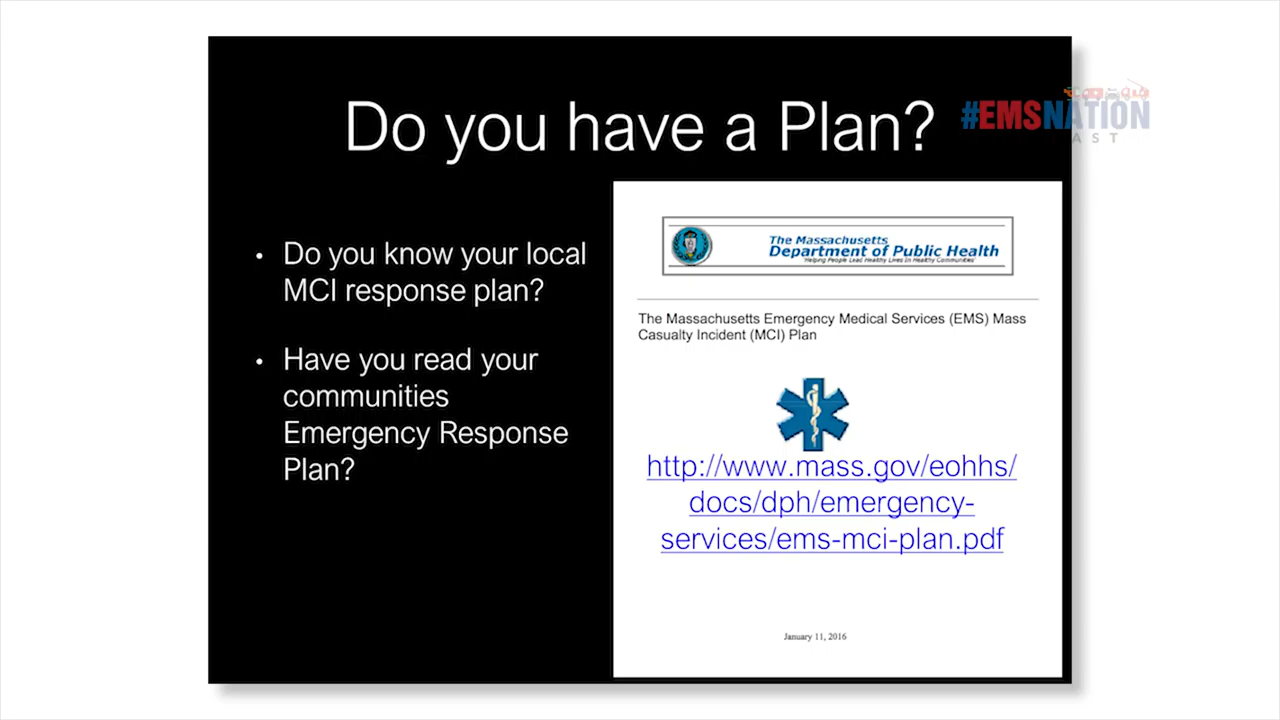 Do you have a Plan?
#EMSNATION
AST
• Do you know your local
MCI response plan?
• Have you read your
communities
Emergency Response
Plan?
The Massachusetts
Department of Public Health
"Helping People Lead Healthy Lives In Healthy Communities"
The Massachusetts Emergency Medical Services (EMS) Mass
Casualty Incident (MCI) Plan
http://www.mass.gov/eohhs/
docs/dph/emergency-
services/ems-mci-plan.pdf
January 11, 2016